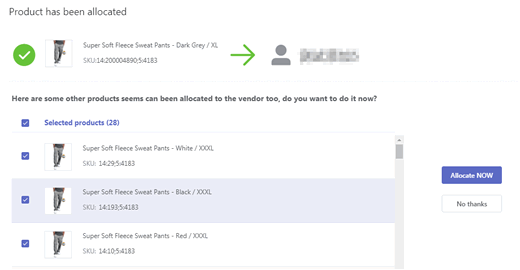 Product has been allocated
Super Soft Fleece Sweat Pants - Dark Grey / XL
SKU:14:200004890;5:4183
Here are some other products seems can been allocated to the vendor too, do you want to do it now?
Selected products (28)
Super Soft Fleece Sweat Pants - White / XXXL
SKU: 14:29;5:4183
Allocate NOW
Super Soft Fleece Sweat Pants - Black / XXXL
SKU: 14:193;5:4183
No thanks
Super Soft Fleece Sweat Pants - Red / XXXL
SKU: 14:10;5:4183